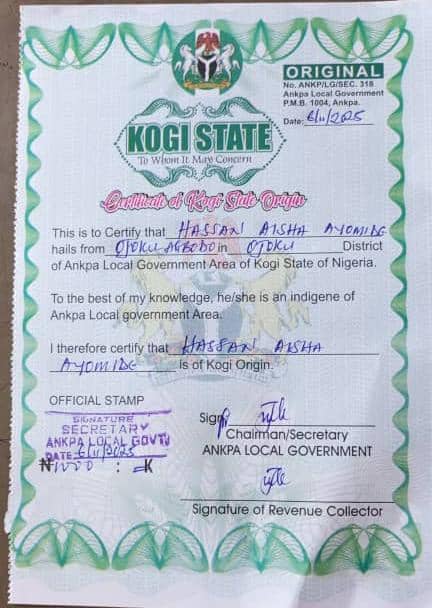 ORIGINAL
No. ANKP/LG/SEC. 318
Ankpa Local Government
P.M.B. 1004, Ankpa.
Date: 6/11/2025
KOGI STATE
To Whom It May Concern
Certificate of Kogi State Origin
This is to Certify that HASSAN AISHA AYOMIDE
hails from OJOKU AGBODO in OJOKU District
of Ankpa Local Government Area of Kogi State of Nigeria.
To the best of my knowledge, he/she is an indigene of
Ankpa Local government Area.
I therefore certify that HASSAN AISHA
AYOMIDE is of Kogi Origin.
OFFICIAL STAMP
SIGNATURE
SECRETARY
ANKPA LOCAL GOVT
DATE 6/11/2025
₦1000 : K
Sign
Chairman/Secretary
ANKPA LOCAL GOVERNMENT
Signature of Revenue Collector